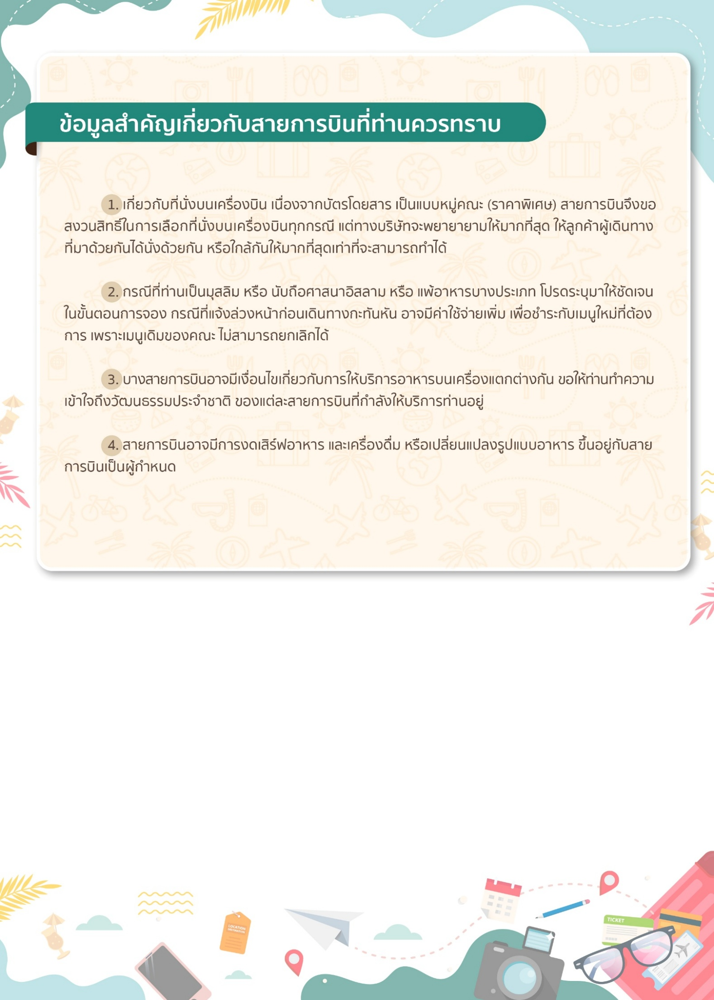 ข้อมูลสำคัญเกี่ยวกับสายการบินที่ท่านควรทราบ
1. เกี่ยวกับที่นั่งบนเครื่องบิน เนื่องจากบัตรโดยสาร เป็นแบบหมู่คณะ (ราคาพิเศษ) สายการบินจึงขอ
สงวนสิทธิ์ในการเลือกที่นั่งบนเครื่องบินทุกกรณี แต่ทางบริษัทจะพยายายามให้มากที่สุด ให้ลูกค้าผู้เดินทาง
ที่มาด้วยกันได้นั่งด้วยกัน หรือใกล้กันให้มากที่สุดเท่าที่จะสามารถทำได้
2. กรณีที่ท่านเป็นมุสลิม หรือ นับถือศาสนาอิสลาม หรือ แพ้อาหารบางประเภท โปรดระบุมาให้ชัดเจน
ในขั้นตอนการจอง กรณีที่แจ้งล่วงหน้าก่อนเดินทางกะทันหัน อาจมีค่าใช้จ่ายเพิ่ม เพื่อชำระกับเมนูใหม่ที่ต้อง
การ เพราะเมนูเดิมของคณะ ไม่สามารถยกเลิกได้
3. บางสายการบินอาจมีเงื่อนไขเกี่ยวกับการให้บริการอาหารบนเครื่องแตกต่างกัน ขอให้ท่านทำความ
เข้าใจถึงวัฒนธรรมประจำชาติ ของแต่ละสายการบินที่กำลังให้บริการท่านอยู่
4. สายการบินอาจมีการงดเสิร์ฟอาหาร และเครื่องดื่ม หรือเปลี่ยนแปลงรูปแบบอาหาร ขึ้นอยู่กับสาย
การบินเป็นผู้กำหนด
LOCATION
DESTINATION
TICKET